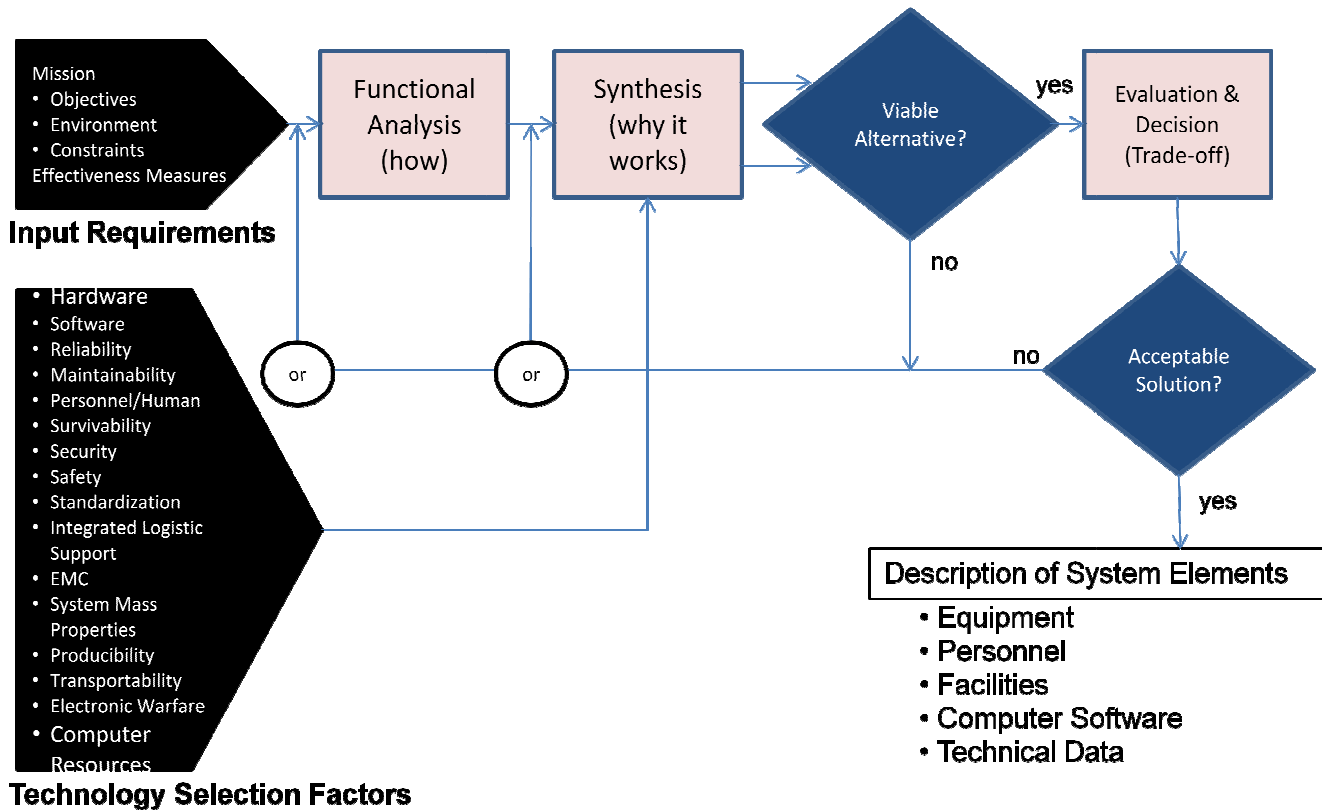 Mission
• Objectives
• Environment
• Constraints
Effectiveness Measures
Input Requirements
Functional
Analysis
(how)
Synthesis
(why it
works)
Viable
Alternative?
yes
Evaluation &
Decision
(Trade-off)
no
• Hardware
• Software
• Reliability
• Maintainability
• Personnel/Human
• Survivability
• Security
• Safety
• Standardization
• Integrated Logistic
Support
• EMC
• System Mass
Properties
• Producibility
• Transportability
• Electronic Warfare
• Computer
Resources
Technology Selection Factors
or
or
no
Acceptable
Solution?
yes
Description of System Elements
• Equipment
• Personnel
• Facilities
• Computer Software
• Technical Data